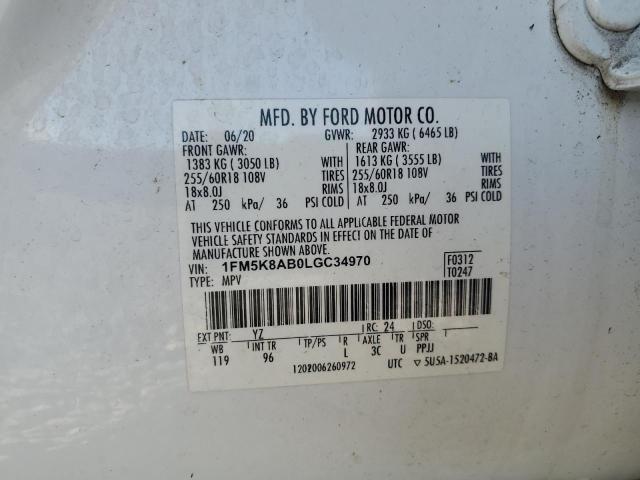 MFD. BY FORD MOTOR CO.
DATE: 06/20 GVWR: 2933 KG ( 6465 LB)
FRONT GAWR: REAR GAWR:
1383 KG ( 3050 LB) WITH 1613 KG ( 3555 LB) WITH
255/60R18 108V TIRES 255/60R18 108V TIRES
18x8.0J RIMS 18x8.0J RIMS
AT 250 kPa/ 36 PSI COLD AT 250 kPa/ 36 PSI COLD
THIS VEHICLE CONFORMS TO ALL APPLICABLE FEDERAL MOTOR
VEHICLE SAFETY STANDARDS IN EFFECT ON THE DATE OF
MANUFACTURE SHOWN ABOVE.
VIN: 1FM5K8AB0LGC34970 F0312
TYPE: MPV T0247
EXT PNT: YZ RC: 24 DSO:
WB INT TR TP/PS R AXLE TR SPR
119 96 L 3C U PPJJ
1202006260972 UTC ▽ 5U5A-1520472-BA